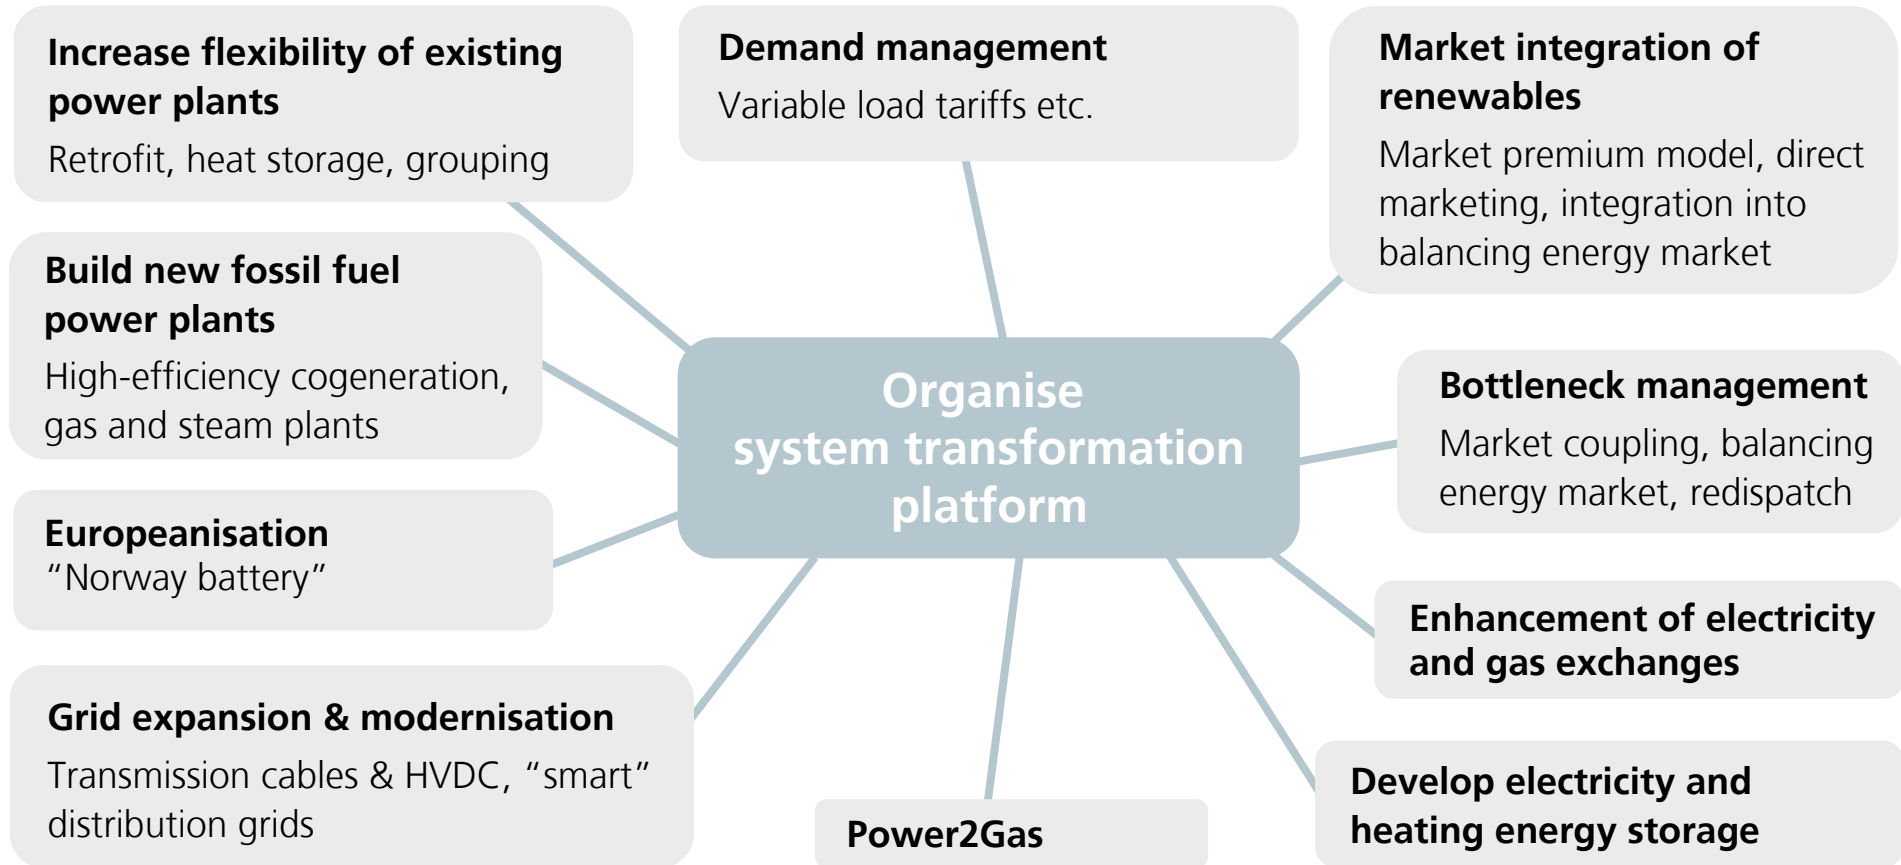 Increase flexibility of existing
power plants
Retrofit, heat storage, grouping
Demand management
Variable load tariffs etc.
Market integration of
renewables
Market premium model, direct
marketing, integration into
balancing energy market
Build new fossil fuel
power plants
High-efficiency cogeneration,
gas and steam plants
Organise
system transformation
platform
Bottleneck management
Market coupling, balancing
energy market, redispatch
Europeanisation
“Norway battery”
Enhancement of electricity
and gas exchanges
Grid expansion & modernisation
Transmission cables & HVDC, “smart”
distribution grids
Power2Gas
Develop electricity and
heating energy storage